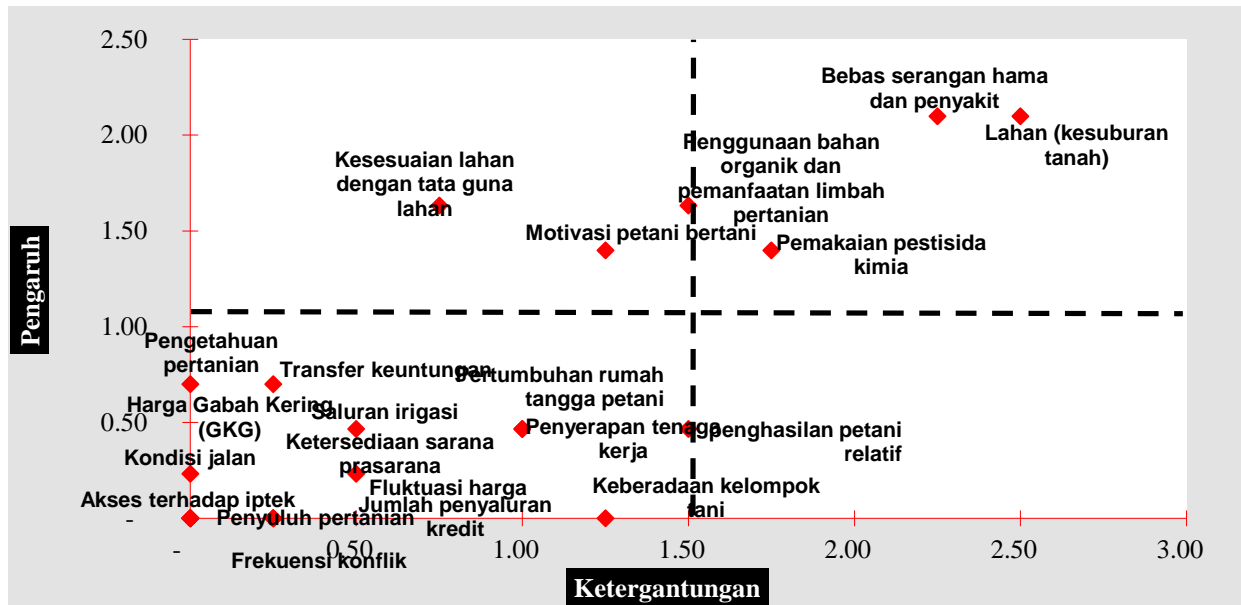 2.50
Bebas serangan hama
dan penyakit
2.00
Lahan (kesuburan
tanah)
Penggunaan bahan
organik dan
pemanfaatan limbah
pertanian
Kesesuaian lahan
dengan tata guna
lahan
1.50
Motivasi petani bertani
Pemakaian pestisida
kimia
Pengaruh
1.00
Pengetahuan
pertanian
Transfer keuntungan
Pertumbuhan rumah
tangga petani
Harga Gabah Kering
(GKG)
0.50
Saluran irigasi
Penyerapan tenaga
kerja
penghasilan petani
relatif
Ketersediaan sarana
prasarana
Kondisi jalan
Fluktuasi harga
Keberadaan kelompok
tani
Akses terhadap iptek
Jumlah penyaluran
kredit
-
Penyuluh pertanian
Frekuensi konflik
- 0.50 1.00 1.50 2.00 2.50 3.00
Ketergantungan